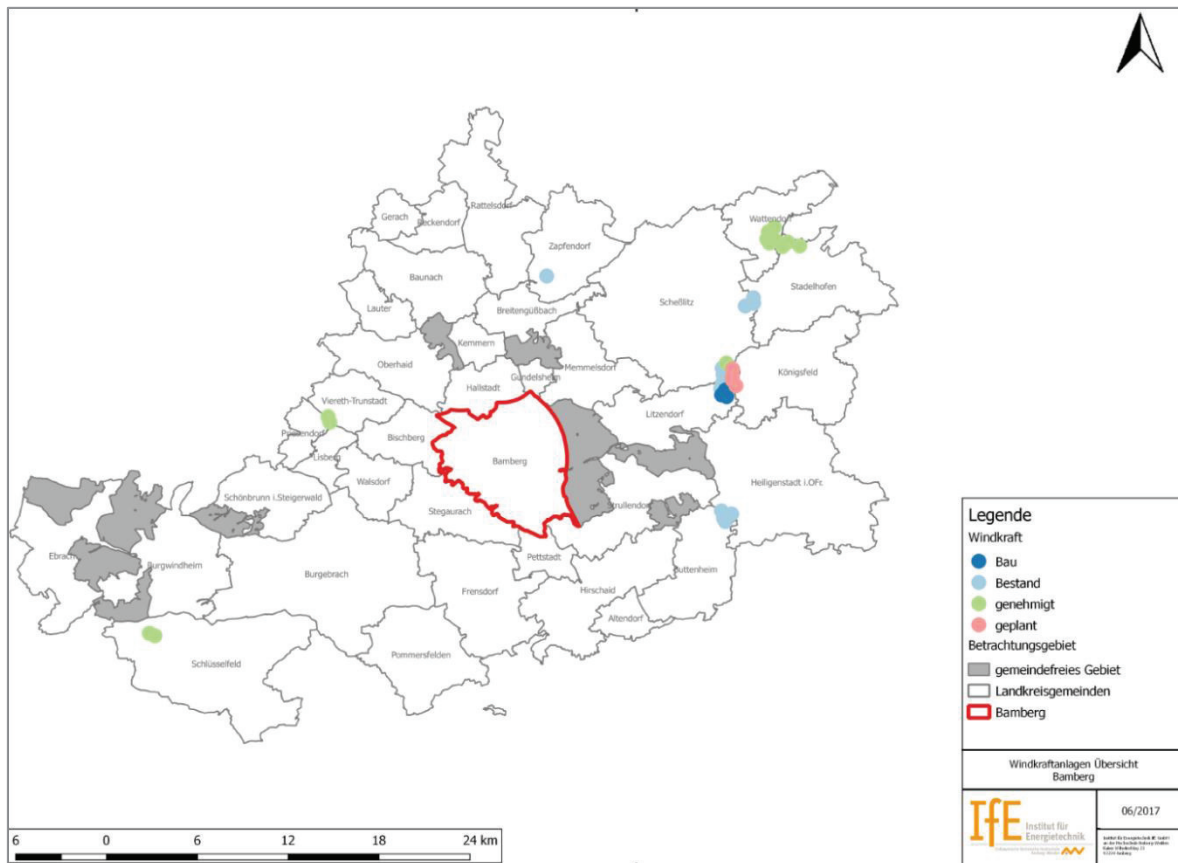 Wattendorf
Rattelsdorf
Gerach
Reckendorf
Zapfendorf
Baunach
Stadelhofen
Scheßlitz
Lauter
Breitengüßbach
Kemmern
Oberhaid
Memmelsdorf
Gundelsheim
Königsfeld
Hallstadt
Viereth-Trunstadt
Litzendorf
Priesendorf
Bischberg
Lisberg
Bamberg
Walsdorf
Heiligenstadt i.OFr.
Schönbrunn i.Steigerwald
Strullendorf
Stegaurach
Ebrach
Burgwindheim
Pettstadt
Buttenheim
Burgebrach
Frensdorf
Hirschaid
Altendorf
Pommersfelden
Schlüsselfeld
6 0 6 12 18 24 km
Legende
Windkraft
Bau
Bestand
genehmigt
geplant
Betrachtungsgebiet
gemeindefreies Gebiet
Landkreisgemeinden
Bamberg
Windkraftanlagen Übersicht
Bamberg
IfE Institut für
Energietechnik
06/2017